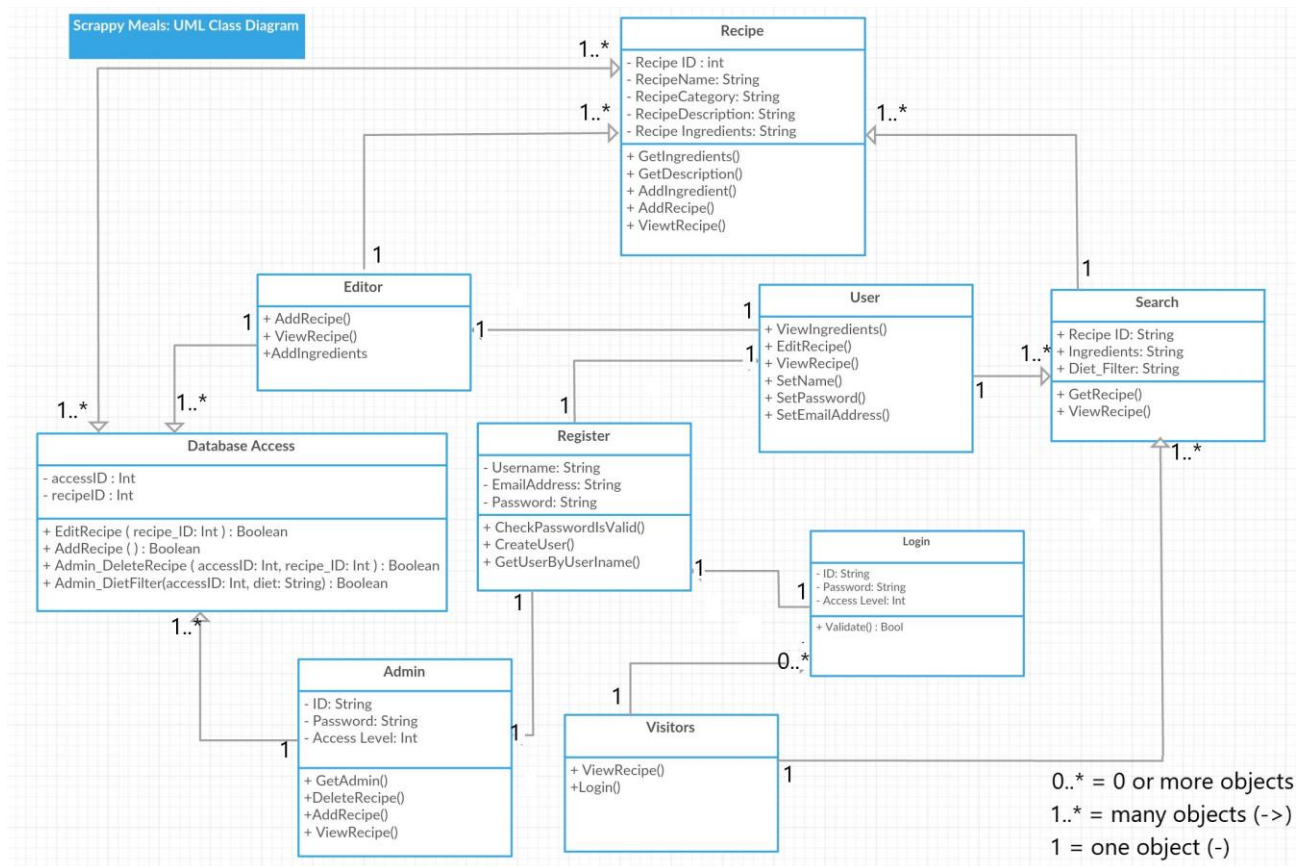 Scrappy Meals: UML Class Diagram
Recipe
- Recipe ID : int
- RecipeName: String
- RecipeCategory: String
- RecipeDescription: String
- Recipe Ingredients: String
+ GetIngredients()
+ GetDescription()
+ AddIngredient()
+ AddRecipe()
+ ViewtRecipe()
1..*
1..*
1..*
1
1
Editor
+ AddRecipe()
+ ViewRecipe()
+AddIngredients
1
1
1
User
+ ViewIngredients()
+ EditRecipe()
+ ViewRecipe()
+ SetName()
+ SetPassword()
+ SetEmailAddress()
1
1
1..*
Search
+ Recipe ID: String
+ Ingredients: String
+ Diet_Filter: String
+ GetRecipe()
+ ViewRecipe()
1..*
1..*
1..*
Database Access
- accessID : Int
- recipeID : Int
+ EditRecipe ( recipe_ID: Int ) : Boolean
+ AddRecipe ( ) : Boolean
+ Admin_DeleteRecipe ( accessID: Int, recipe_ID: Int ) : Boolean
+ Admin_DietFilter(accessID: Int, diet: String) : Boolean
1..*
1
Register
- Username: String
- EmailAddress: String
- Password: String
+ CheckPasswordIsValid()
+ CreateUser()
+ GetUserByUserIname()
1
1
1
Login
- ID: String
- Password: String
- Access Level: Int
+ Validate() : Bool
0..*
Admin
- ID: String
- Password: String
- Access Level: Int
+ GetAdmin()
+DeleteRecipe()
+AddRecipe()
+ ViewRecipe()
1
1
1
Visitors
+ ViewRecipe()
+Login()
1
0..* = 0 or more objects
1..* = many objects (->)
1 = one object (-)